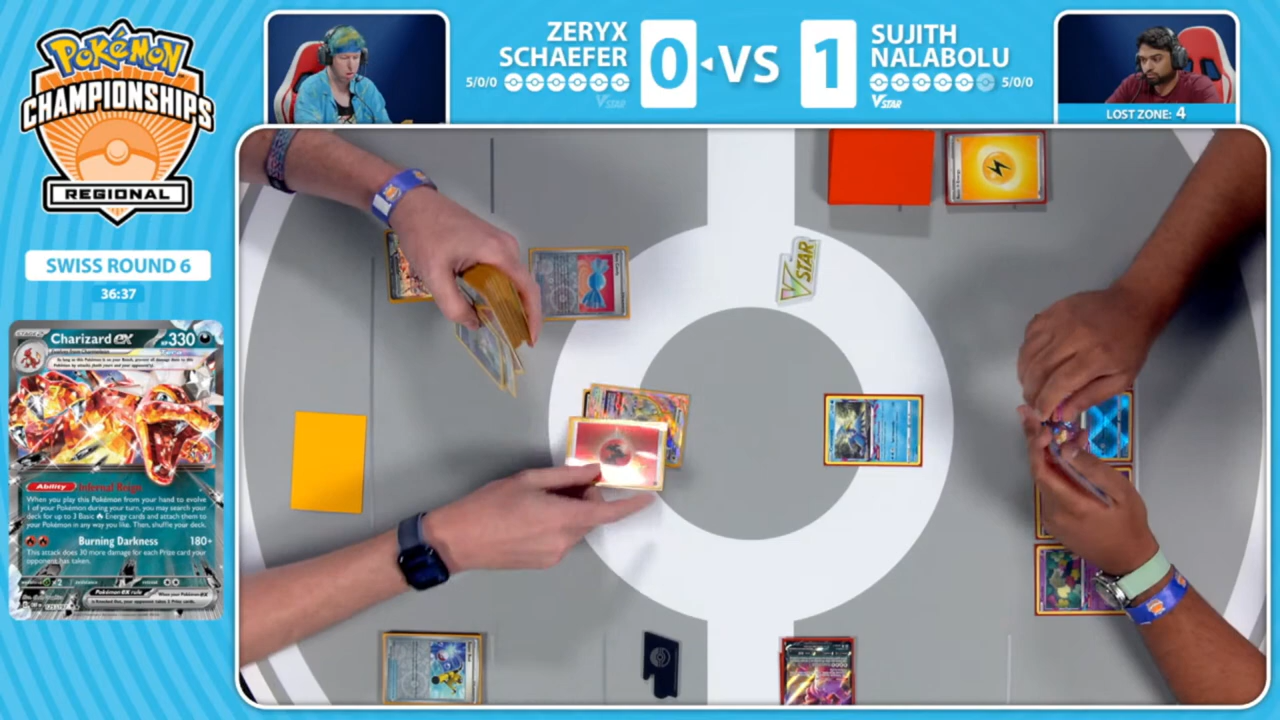 Pokémon
CHAMPIONSHIPS
REGIONAL
SWISS ROUND 6
36:37
ZERYX
SCHAEFER
5/0/0
VSTAR
0
VS
1
SUJITH
NALABOLU
5/0/0
VSTAR
LOST ZONE: 4
VSTAR
Charizard ex 330
Ability Infernal Reign
When you play this Pokémon from your hand to evolve
1 of your Pokémon during your turn, you may search your
deck for up to 3 Basic Energy cards and attach them to
your Pokémon in any way you like. Then, shuffle your deck.
Burning Darkness 180+
This attack does 30 more damage for each Prize card your
opponent has taken.
Pokémon ex rule